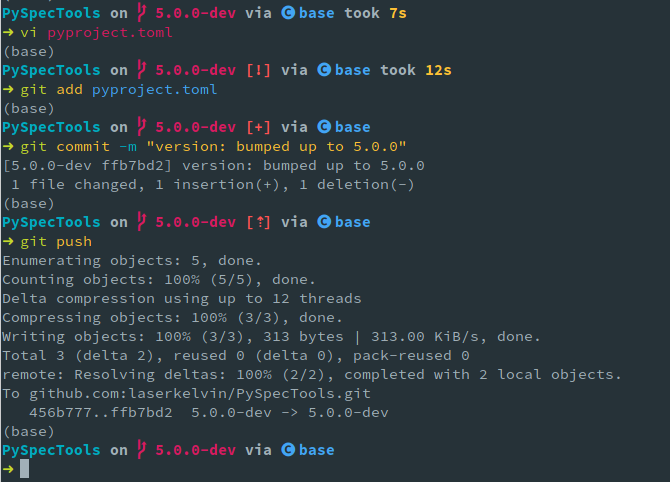 PySpecTools on 5.0.0-dev via C base took 7s
→ vi pyproject.toml
(base)
PySpecTools on 5.0.0-dev [!] via C base took 12s
→ git add pyproject.toml
(base)
PySpecTools on 5.0.0-dev [+] via C base
→ git commit -m "version: bumped up to 5.0.0"
[5.0.0-dev ffb7bd2] version: bumped up to 5.0.0
 1 file changed, 1 insertion(+), 1 deletion(-)
(base)
PySpecTools on 5.0.0-dev [⇡] via C base
→ git push
Enumerating objects: 5, done.
Counting objects: 100% (5/5), done.
Delta compression using up to 12 threads
Compressing objects: 100% (3/3), done.
Writing objects: 100% (3/3), 313 bytes | 313.00 KiB/s, done.
Total 3 (delta 2), reused 0 (delta 0), pack-reused 0
remote: Resolving deltas: 100% (2/2), completed with 2 local objects.
To github.com:laserkelvin/PySpecTools.git
   456b777..ffb7bd2  5.0.0-dev -> 5.0.0-dev
(base)
PySpecTools on 5.0.0-dev via C base
→